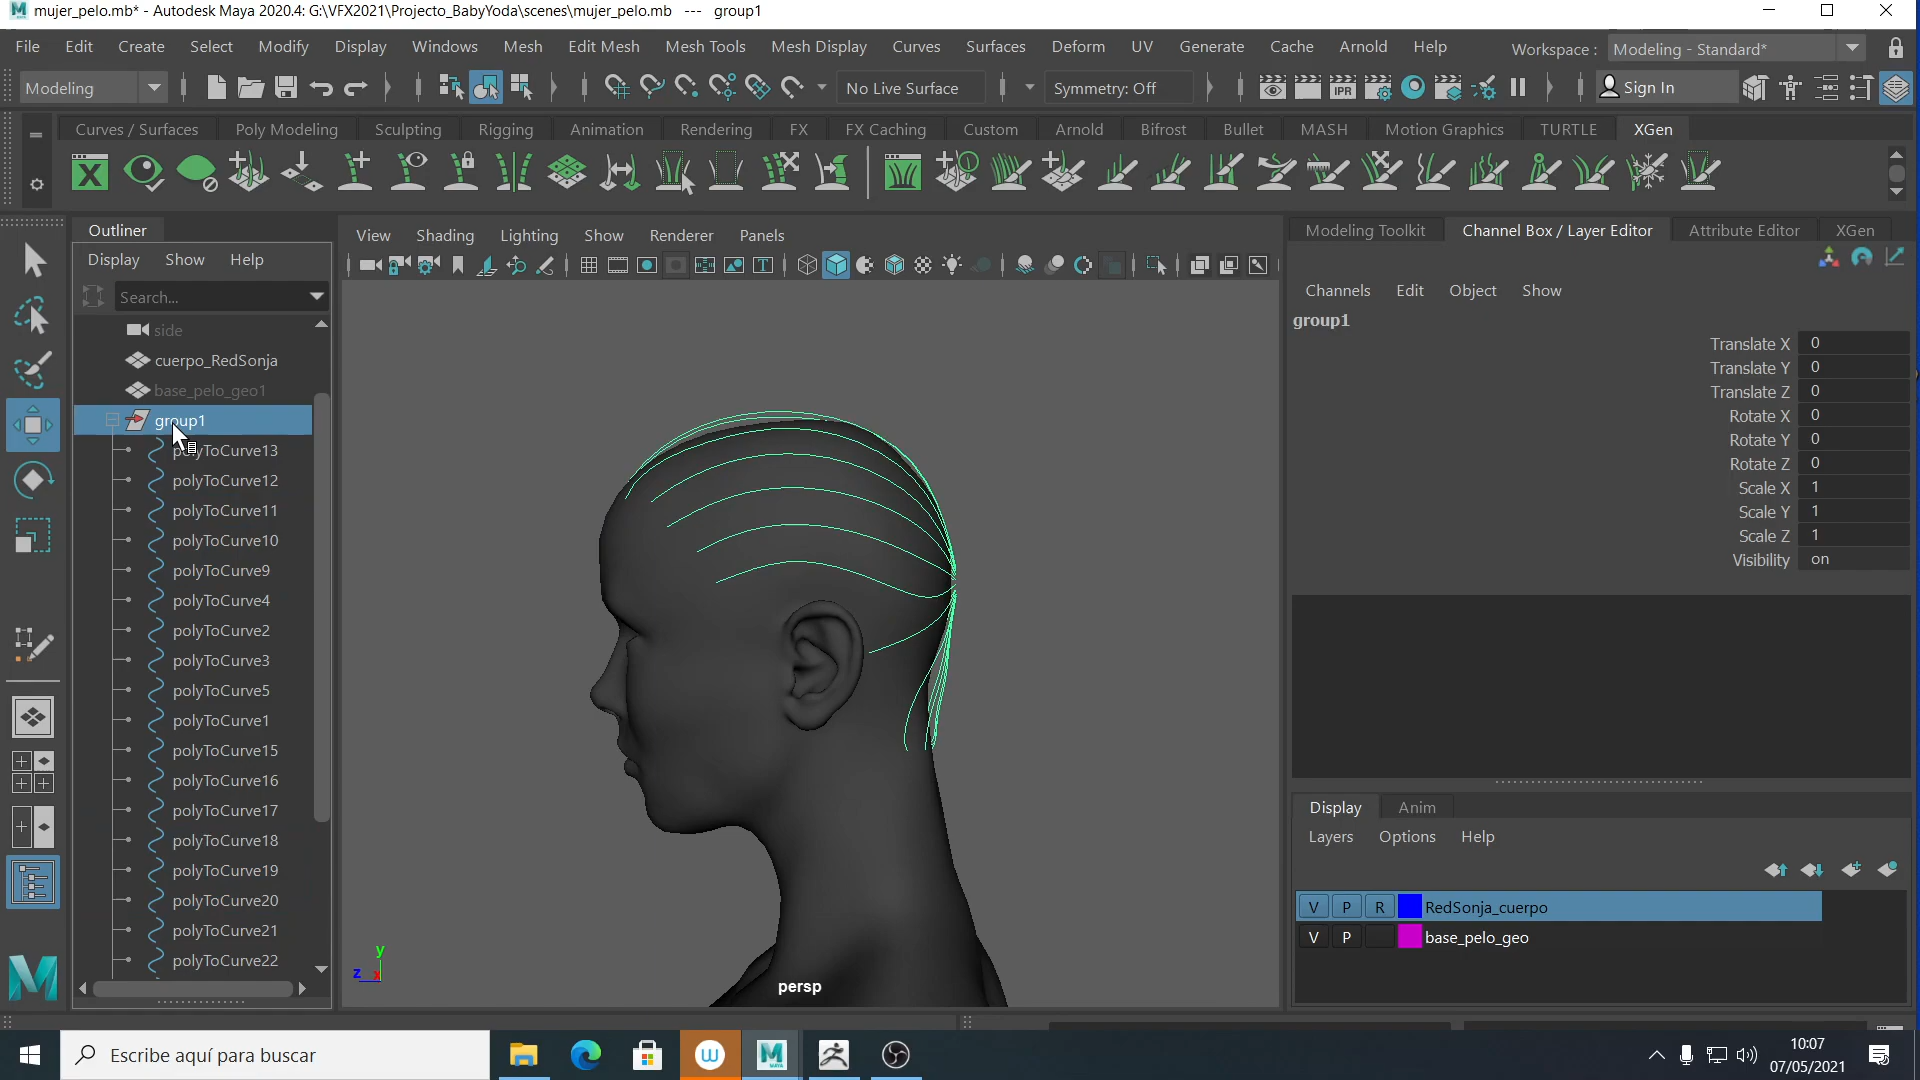 mujer_pelo.mb* - Autodesk Maya 2020.4: G:\VFX2021\Projecto_BabyYoda\scenes\mujer_pelo.mb   ---   group1
File Edit Create Select Modify Display Windows Mesh Edit Mesh Mesh Tools Mesh Display Curves Surfaces Deform UV Generate Cache Arnold Help Workspace : Modeling - Standard*
Modeling No Live Surface Symmetry: Off IPR Sign In
Curves / Surfaces Poly Modeling Sculpting Rigging Animation Rendering FX FX Caching Custom Arnold Bifrost Bullet MASH Motion Graphics TURTLE XGen
Outliner
Display Show Help
Search...
side
cuerpo_RedSonja
base_pelo_geo1
group1
polyToCurve13
polyToCurve12
polyToCurve11
polyToCurve10
polyToCurve9
polyToCurve4
polyToCurve2
polyToCurve3
polyToCurve5
polyToCurve1
polyToCurve15
polyToCurve16
polyToCurve17
polyToCurve18
polyToCurve19
polyToCurve20
polyToCurve21
polyToCurve22
View Shading Lighting Show Renderer Panels
y
z x
persp
Modeling Toolkit Channel Box / Layer Editor Attribute Editor XGen
Channels Edit Object Show
group1
Translate X 0
Translate Y 0
Translate Z 0
Rotate X 0
Rotate Y 0
Rotate Z 0
Scale X 1
Scale Y 1
Scale Z 1
Visibility on
Display Anim
Layers Options Help
V P R RedSonja_cuerpo
V P base_pelo_geo
Escribe aquí para buscar
10:07
07/05/2021